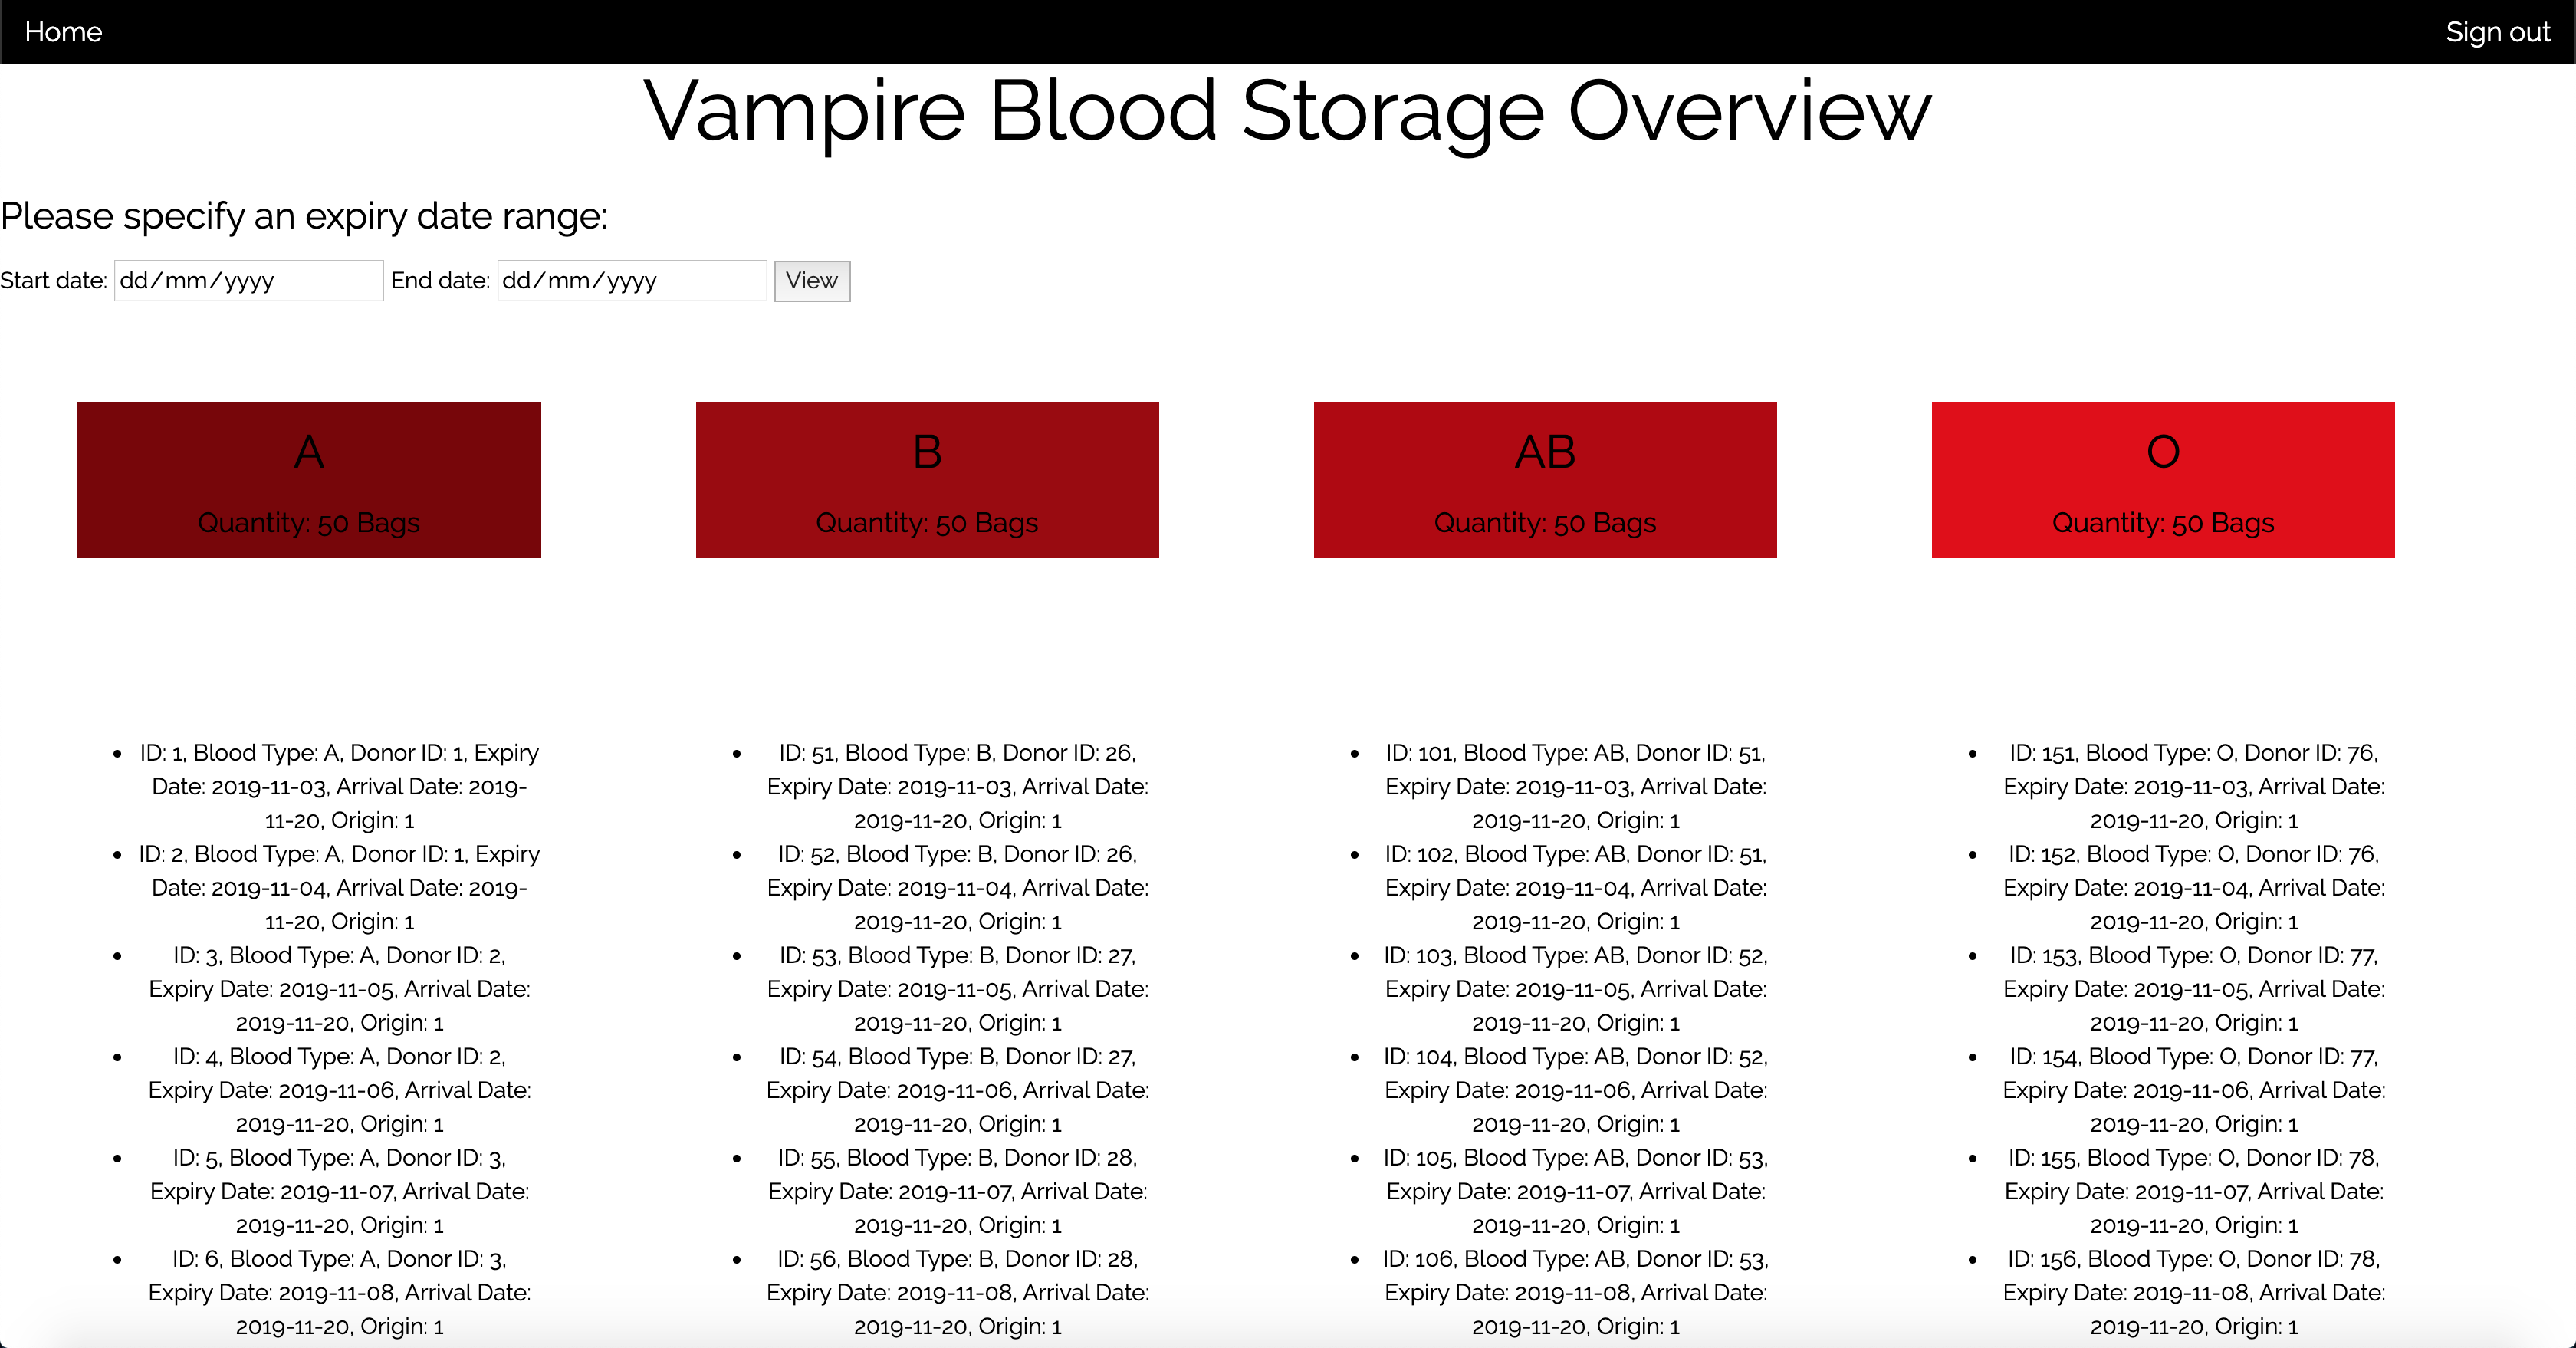 Home
Sign out
Vampire Blood Storage Overview
Please specify an expiry date range:
Start date: dd/mm/yyyy End date: dd/mm/yyyy View
A
Quantity: 50 Bags
B
Quantity: 50 Bags
AB
Quantity: 50 Bags
O
Quantity: 50 Bags
• ID: 1, Blood Type: A, Donor ID: 1, Expiry
Date: 2019-11-03, Arrival Date: 2019-
11-20, Origin: 1
• ID: 2, Blood Type: A, Donor ID: 1, Expiry
Date: 2019-11-04, Arrival Date: 2019-
11-20, Origin: 1
• ID: 3, Blood Type: A, Donor ID: 2,
Expiry Date: 2019-11-05, Arrival Date:
2019-11-20, Origin: 1
• ID: 4, Blood Type: A, Donor ID: 2,
Expiry Date: 2019-11-06, Arrival Date:
2019-11-20, Origin: 1
• ID: 5, Blood Type: A, Donor ID: 3,
Expiry Date: 2019-11-07, Arrival Date:
2019-11-20, Origin: 1
• ID: 6, Blood Type: A, Donor ID: 3,
Expiry Date: 2019-11-08, Arrival Date:
2019-11-20, Origin: 1
• ID: 51, Blood Type: B, Donor ID: 26,
Expiry Date: 2019-11-03, Arrival Date:
2019-11-20, Origin: 1
• ID: 52, Blood Type: B, Donor ID: 26,
Expiry Date: 2019-11-04, Arrival Date:
2019-11-20, Origin: 1
• ID: 53, Blood Type: B, Donor ID: 27,
Expiry Date: 2019-11-05, Arrival Date:
2019-11-20, Origin: 1
• ID: 54, Blood Type: B, Donor ID: 27,
Expiry Date: 2019-11-06, Arrival Date:
2019-11-20, Origin: 1
• ID: 55, Blood Type: B, Donor ID: 28,
Expiry Date: 2019-11-07, Arrival Date:
2019-11-20, Origin: 1
• ID: 56, Blood Type: B, Donor ID: 28,
Expiry Date: 2019-11-08, Arrival Date:
2019-11-20, Origin: 1
• ID: 101, Blood Type: AB, Donor ID: 51,
Expiry Date: 2019-11-03, Arrival Date:
2019-11-20, Origin: 1
• ID: 102, Blood Type: AB, Donor ID: 51,
Expiry Date: 2019-11-04, Arrival Date:
2019-11-20, Origin: 1
• ID: 103, Blood Type: AB, Donor ID: 52,
Expiry Date: 2019-11-05, Arrival Date:
2019-11-20, Origin: 1
• ID: 104, Blood Type: AB, Donor ID: 52,
Expiry Date: 2019-11-06, Arrival Date:
2019-11-20, Origin: 1
• ID: 105, Blood Type: AB, Donor ID: 53,
Expiry Date: 2019-11-07, Arrival Date:
2019-11-20, Origin: 1
• ID: 106, Blood Type: AB, Donor ID: 53,
Expiry Date: 2019-11-08, Arrival Date:
2019-11-20, Origin: 1
• ID: 151, Blood Type: O, Donor ID: 76,
Expiry Date: 2019-11-03, Arrival Date:
2019-11-20, Origin: 1
• ID: 152, Blood Type: O, Donor ID: 76,
Expiry Date: 2019-11-04, Arrival Date:
2019-11-20, Origin: 1
• ID: 153, Blood Type: O, Donor ID: 77,
Expiry Date: 2019-11-05, Arrival Date:
2019-11-20, Origin: 1
• ID: 154, Blood Type: O, Donor ID: 77,
Expiry Date: 2019-11-06, Arrival Date:
2019-11-20, Origin: 1
• ID: 155, Blood Type: O, Donor ID: 78,
Expiry Date: 2019-11-07, Arrival Date:
2019-11-20, Origin: 1
• ID: 156, Blood Type: O, Donor ID: 78,
Expiry Date: 2019-11-08, Arrival Date:
2019-11-20, Origin: 1